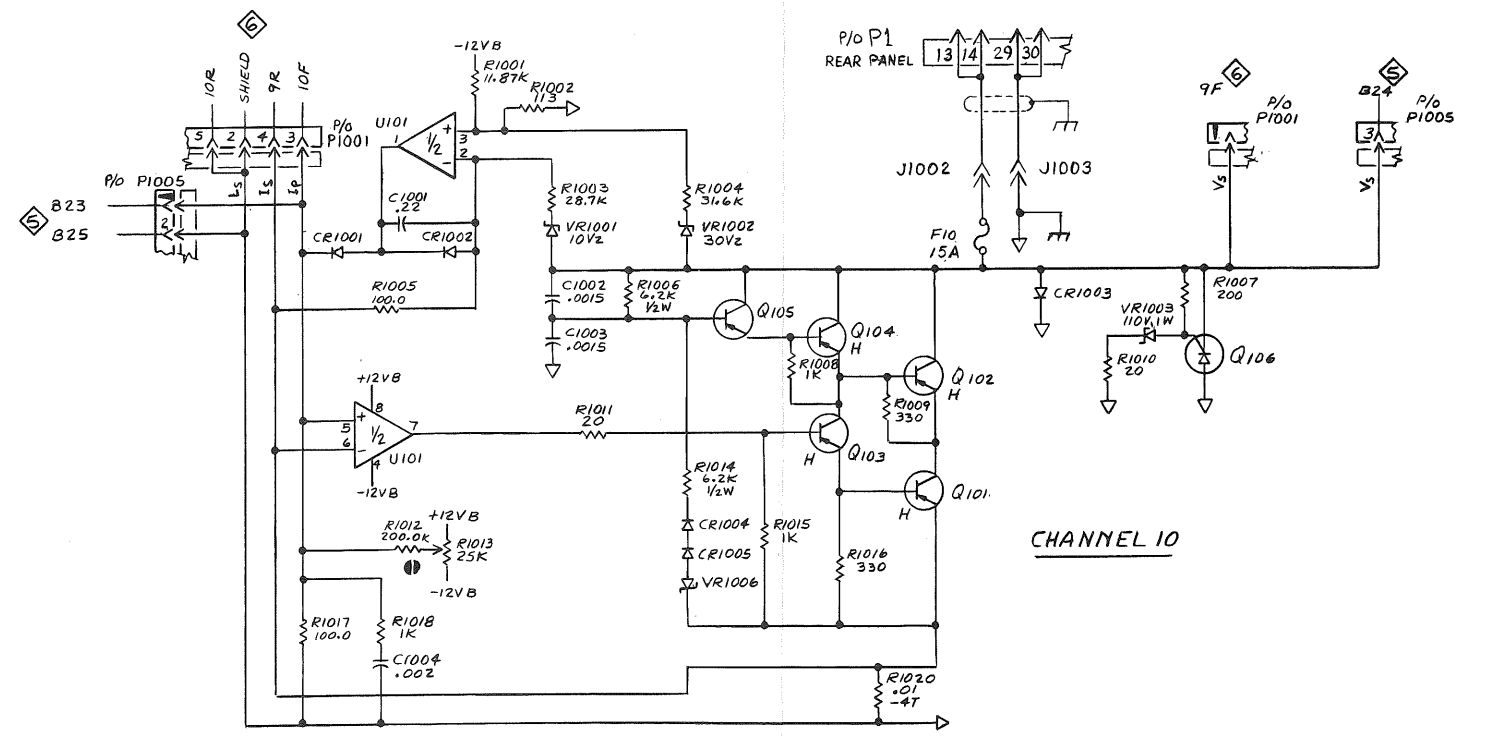 6
10R
SHIELD
9R
10F
5
2
4
3
P/O
P1001
Is
Is
Ip
P/O P1005
5
B23
B25
2
-12VB
R1001
11.87K
R1002
113
U101
1
1/2
+
3
2
-
C1001
.22
CR1001
CR1002
R1005
100.0
R1003
28.7K
VR1001
10Vz
R1004
31.6K
VR1002
30Vz
C1002
.0015
R1006
6.2K
1/2W
C1003
.0015
Q105
Q104
H
R1008
1K
Q102
H
R1009
330
Q103
H
Q101
H
P/O P1
REAR PANEL
13
14
29
30
J1002
J1003
F10
15A
CR1003
6
9F
P/O
P1001
Vs
5
B24
P/O
P1005
3
Vs
R1007
200
VR1003
110V,1W
R1010
20
Q106
+12VB
8
+
5
6
-
1/2
7
4
U101
-12VB
R1011
20
R1014
6.2K
1/2W
CR1004
CR1005
VR1006
R1015
1K
R1016
330
+12VB
R1012
200.0K
R1013
25K
-12VB
R1017
100.0
R1018
1K
C1004
.002
R1020
.01
-4T
CHANNEL 10